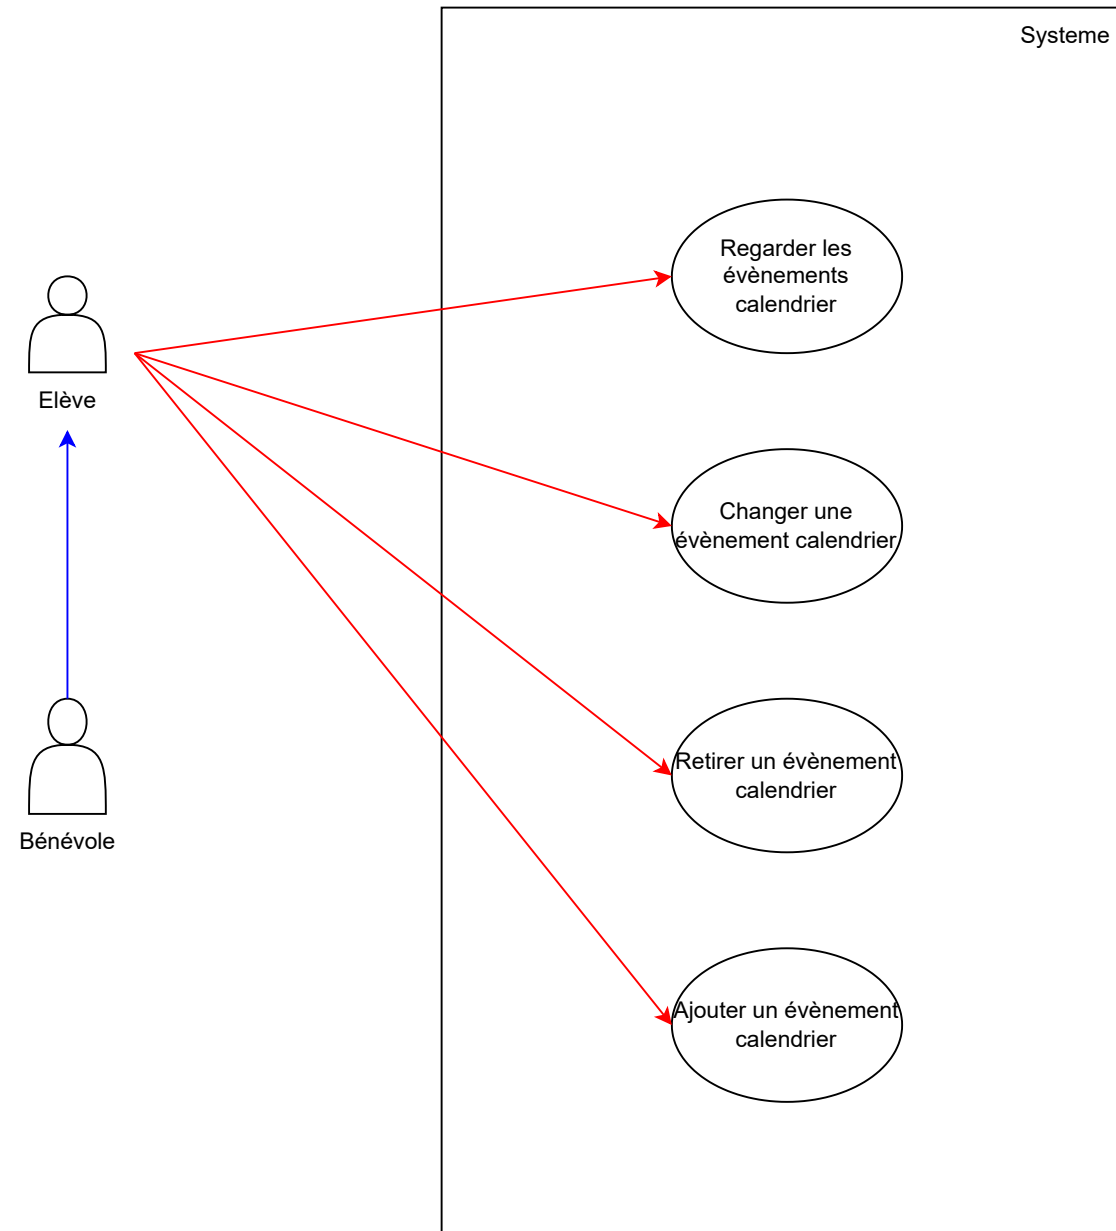 Systeme
Regarder les
évènements
calendrier
Elève
Changer une
évènement calendrier
Retirer un évènement
calendrier
Bénévole
Ajouter un évènement
calendrier